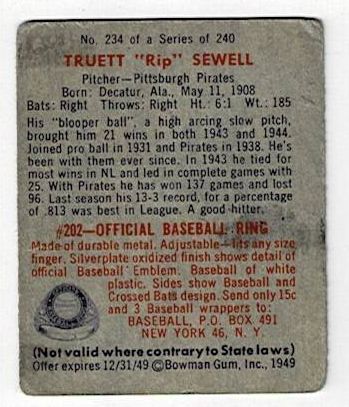 No. 234 of a Series of 240
TRUETT "Rip" SEWELL
Pitcher—Pittsburgh Pirates
Born: Decatur, Ala., May 11, 1908
Bats: Right Throws: Right Ht.: 6:1 Wt.: 185
His "blooper ball", a high arcing slow pitch,
brought him 21 wins in both 1943 and 1944.
Joined pro ball in 1931 and Pirates in 1938. He's
been with them ever since. In 1943 he tied for
most wins in NL and led in complete games with
25. With Pirates he has won 137 games and lost
96. Last season his 13-3 record, for a percentage
of .813 was best in League. A good hitter.
#202—OFFICIAL BASEBALL RING
Made of durable metal. Adjustable—fits any size
finger. Silverplate oxidized finish shows detail of
official Baseball Emblem. Baseball of white
plastic. Sides show Baseball and
Crossed Bats design. Send only 15c
and 3 Baseball wrappers to:
BASEBALL, P.O. BOX 491
NEW YORK 46, N. Y.
(Not valid where contrary to State laws)
Offer expires 12/31/49 ©Bowman Gum, Inc., 1949